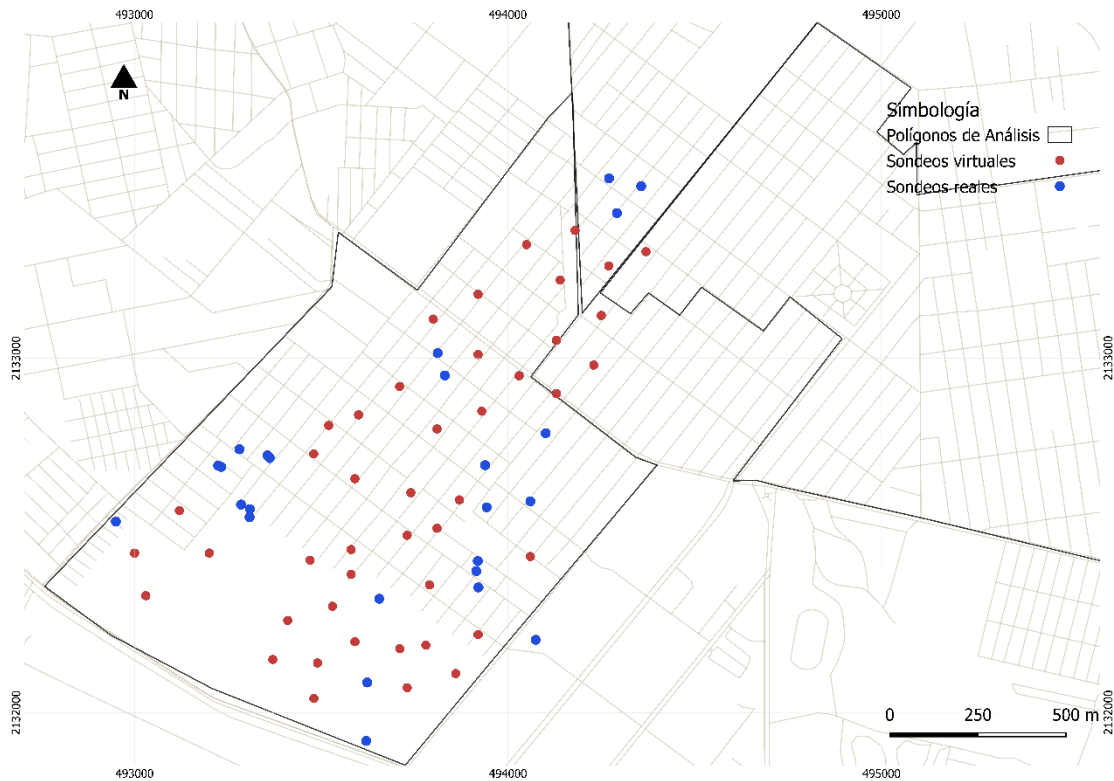 493000 494000 495000
N
Simbología
Polígonos de Análisis
Sondeos virtuales
Sondeos reales
2133000 2133000
2132000 2132000
0 250 500 m
493000 494000 495000